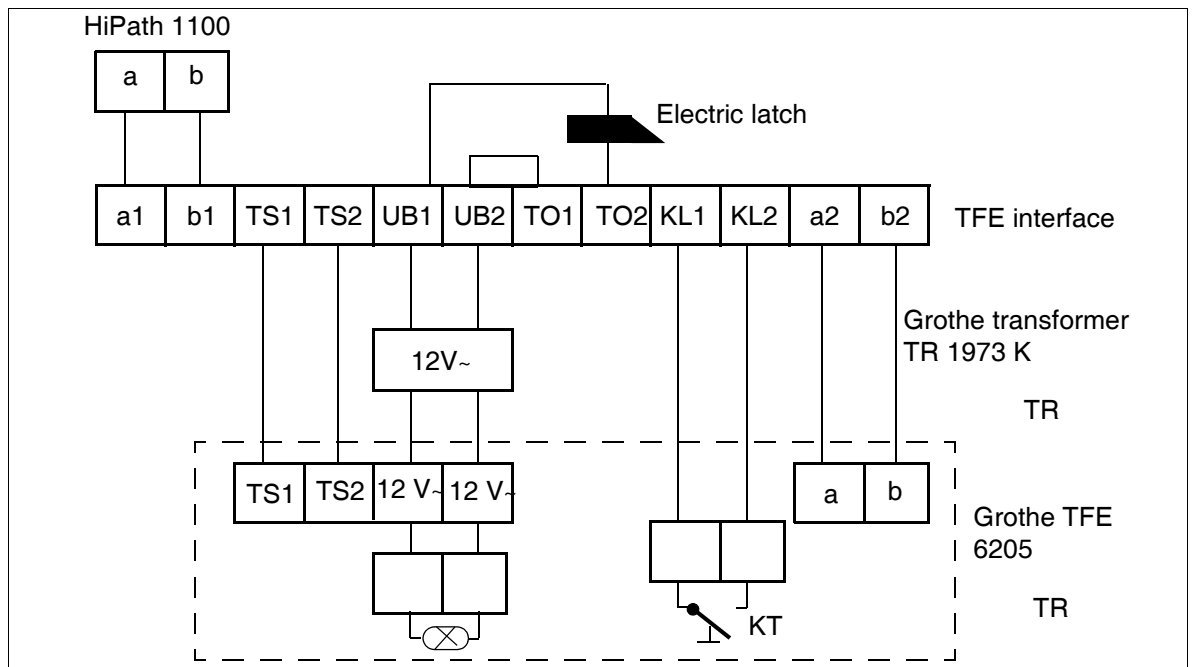 HiPath 1100
a b
Electric latch
a1 b1 TS1 TS2 UB1 UB2 TO1 TO2 KL1 KL2 a2 b2
TFE interface
Grothe transformer
TR 1973 K
12V~
TR
TS1 TS2 12 V~ 12 V~
a b
Grothe TFE
6205
TR
KT